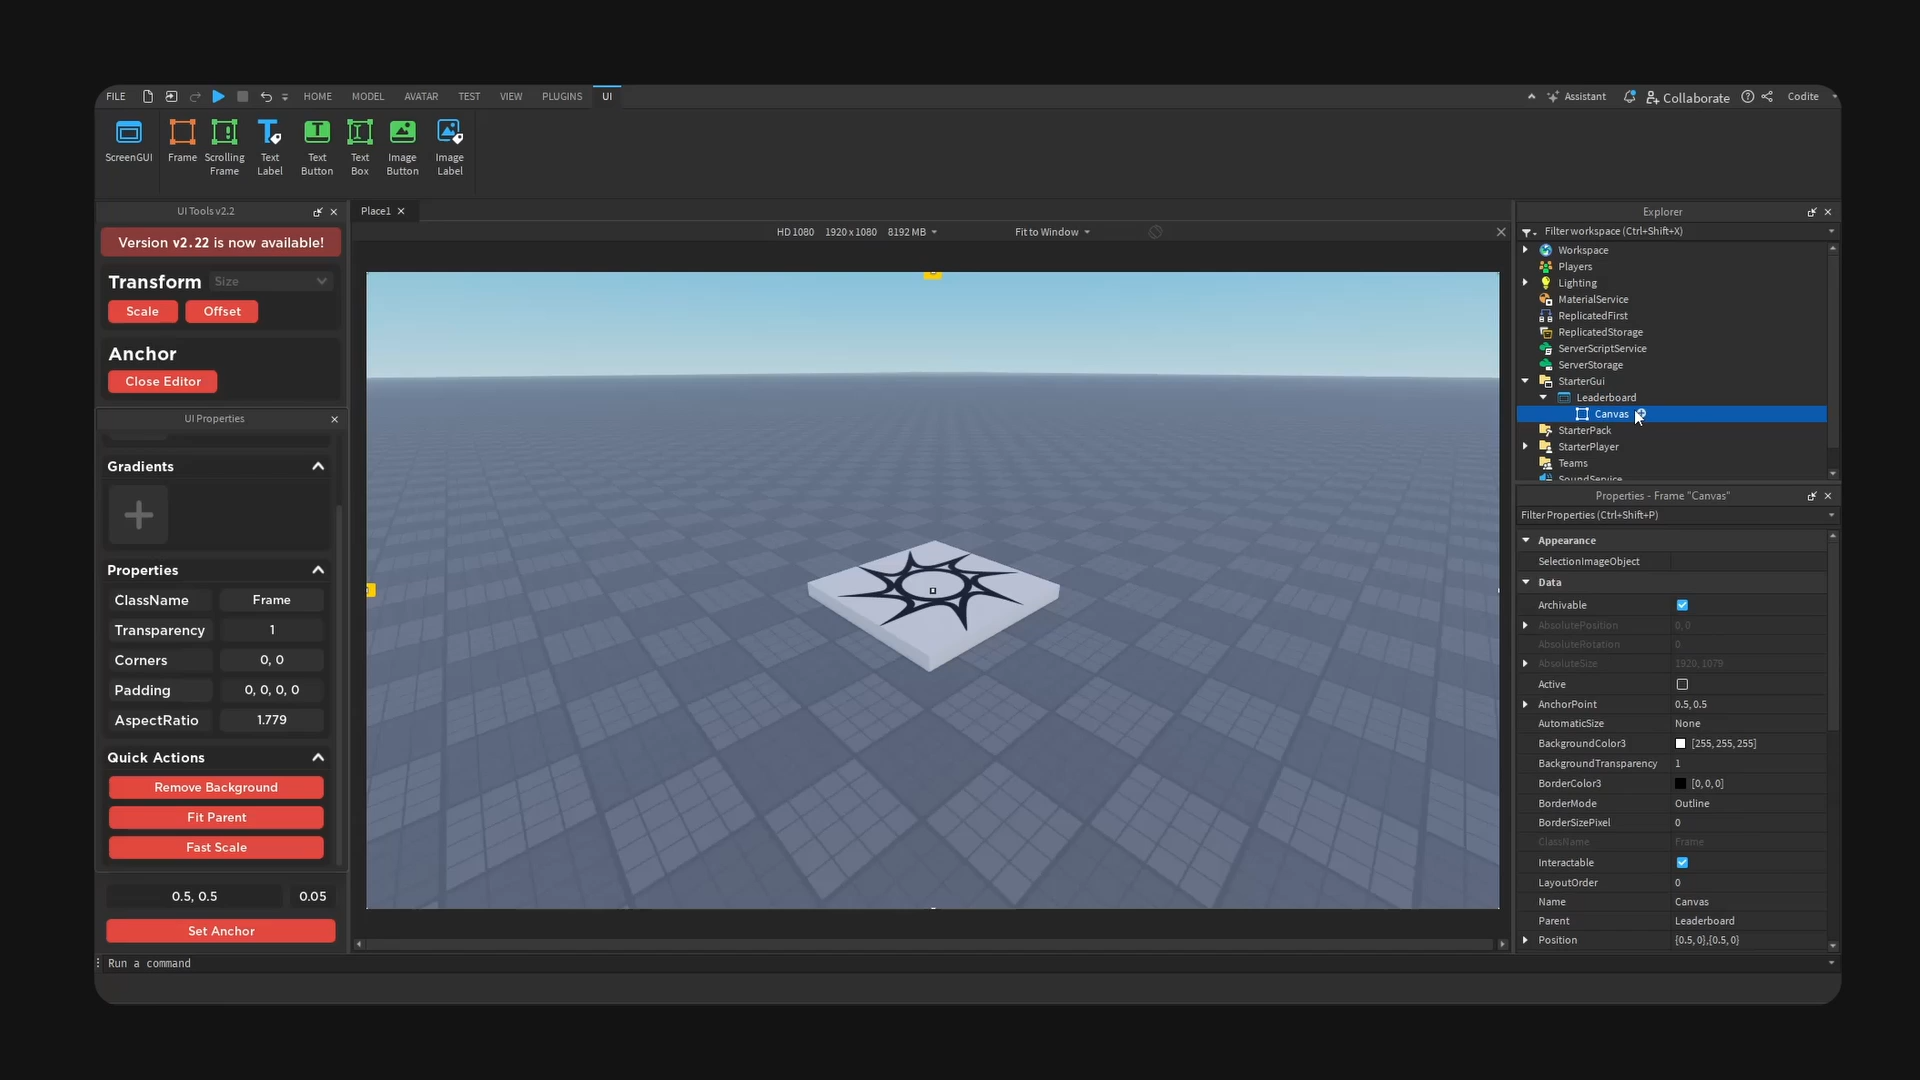 FILE
HOME
MODEL
AVATAR
TEST
VIEW
PLUGINS
UI
Assistant
Collaborate
Codite
ScreenGUI
Frame
Scrolling
Frame
Text
Label
Text
Button
Text
Box
Image
Button
Image
Label
UI Tools v2.2
Version v2.22 is now available!
Transform
Size
Scale
Offset
Anchor
Close Editor
UI Properties
Gradients
Properties
ClassName Frame
Transparency 1
Corners 0, 0
Padding 0, 0, 0, 0
AspectRatio 1.779
Quick Actions
Remove Background
Fit Parent
Fast Scale
0.5, 0.5 0.05
Set Anchor
Run a command
Place1
HD 1080 1920 x 1080 8192 MB
Fit to Window
Explorer
Filter workspace (Ctrl+Shift+X)
Workspace
Players
Lighting
MaterialService
ReplicatedFirst
ReplicatedStorage
ServerScriptService
ServerStorage
StarterGui
Leaderboard
Canvas
StarterPack
StarterPlayer
Teams
SoundService
Properties - Frame "Canvas"
Filter Properties (Ctrl+Shift+P)
Appearance
SelectionImageObject
Data
Archivable
AbsolutePosition 0, 0
AbsoluteRotation 0
AbsoluteSize 1920, 1079
Active
AnchorPoint 0.5, 0.5
AutomaticSize None
BackgroundColor3 [255, 255, 255]
BackgroundTransparency 1
BorderColor3 [0, 0, 0]
BorderMode Outline
BorderSizePixel 0
ClassName Frame
Interactable
LayoutOrder 0
Name Canvas
Parent Leaderboard
Position {0.5, 0},{0.5, 0}